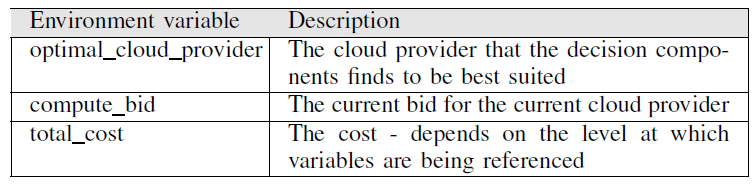 Environment variable Description
optimal_cloud_provider The cloud provider that the decision compo-
nents finds to be best suited
compute_bid The current bid for the current cloud provider
total_cost The cost - depends on the level at which
variables are being referenced